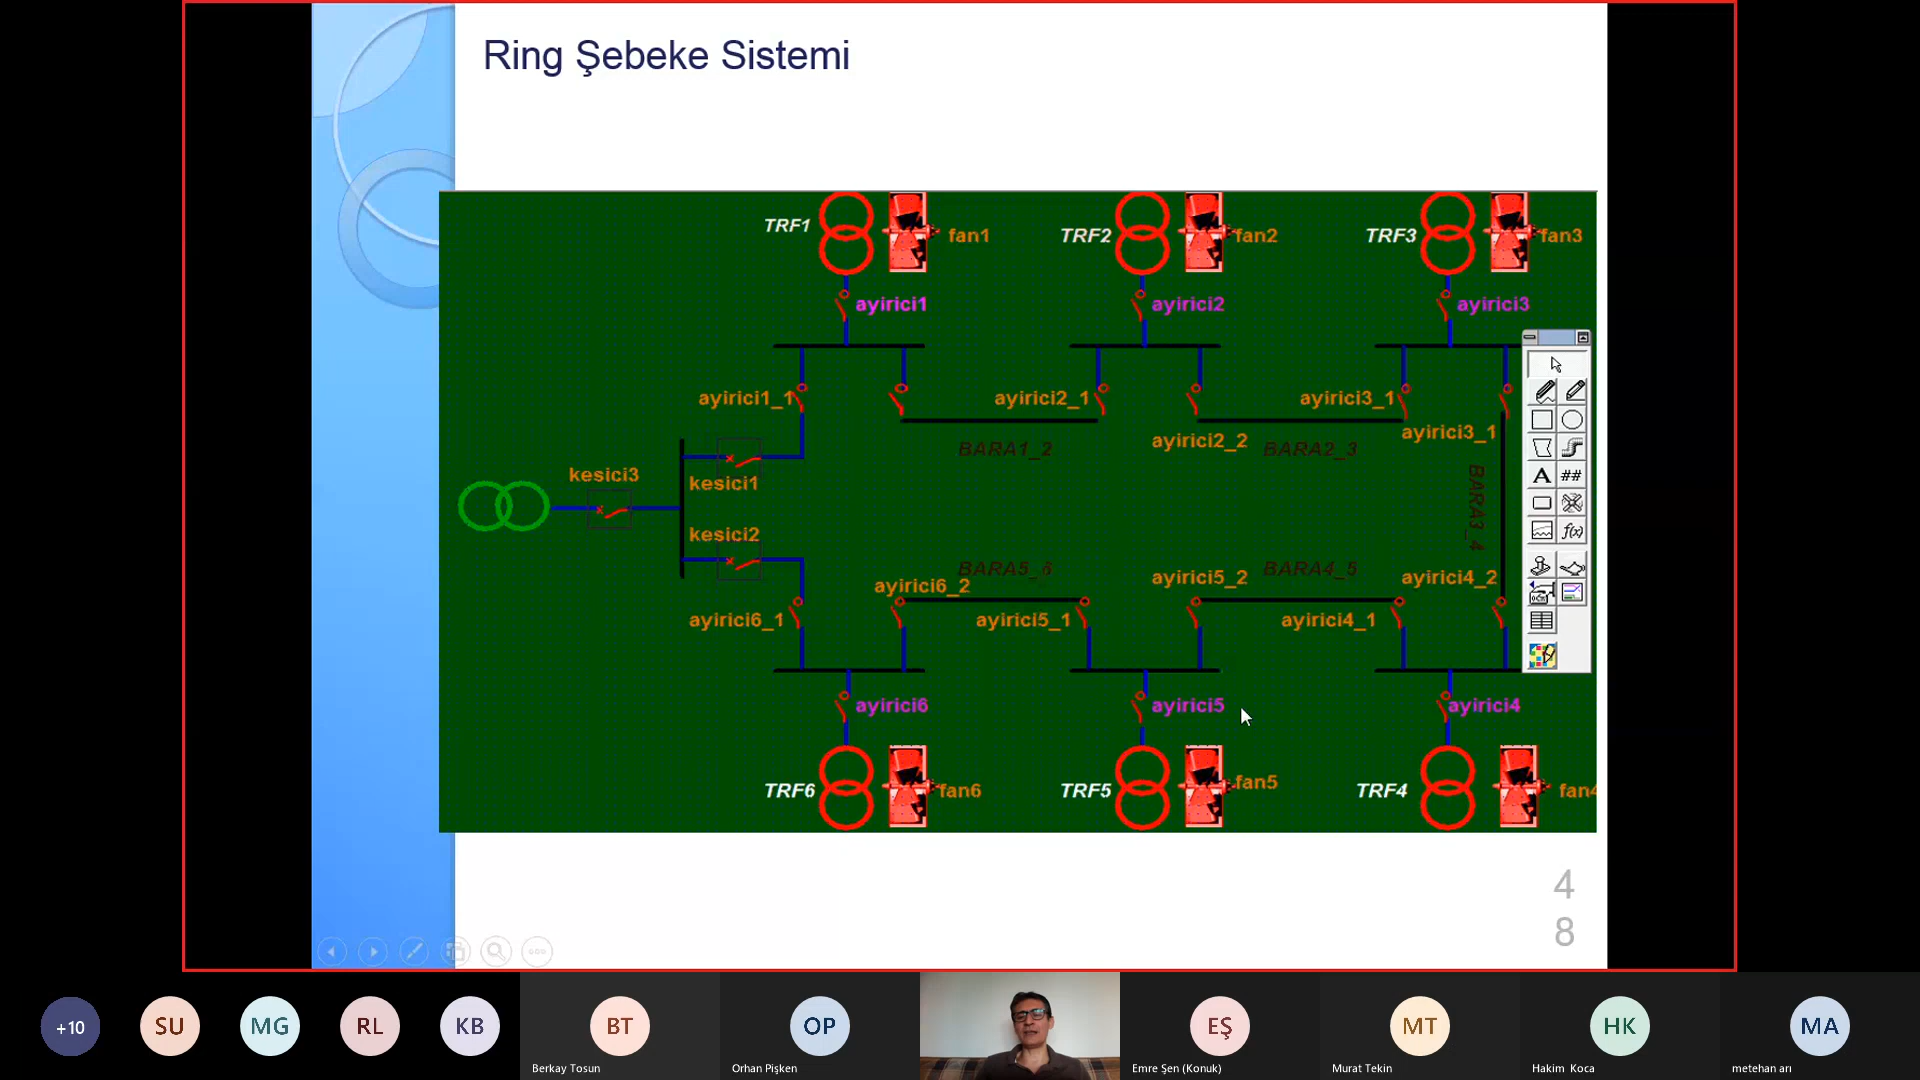 Ring Şebeke Sistemi
TRF1
fan1
TRF2
fan2
TRF3
fan3
ayirici1
ayirici2
ayirici3
ayirici1_1
ayirici2_1
ayirici3_1
ayirici2_2
ayirici3_1
BARA1_2
BARA2_3
kesici3
kesici1
BARA3_4
kesici2
BARA5_6
BARA4_5
ayirici6_2
ayirici5_2
ayirici4_2
ayirici6_1
ayirici5_1
ayirici4_1
ayirici6
ayirici5
ayirici4
TRF6
fan6
TRF5
fan5
TRF4
fan4
A
##
f(x)
4
8
+10
SU
MG
RL
KB
BT
OP
EŞ
MT
HK
MA
Berkay Tosun
Orhan Pişken
Emre Şen (Konuk)
Murat Tekin
Hakim Koca
metehan arı